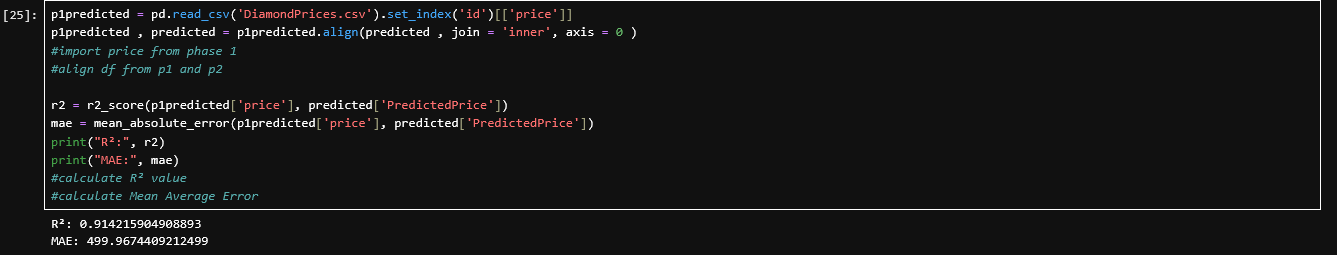 [25]: p1predicted = pd.read_csv('DiamondPrices.csv').set_index('id')[['price']]
p1predicted , predicted = p1predicted.align(predicted , join = 'inner', axis = 0 )
#import price from phase 1
#align df from p1 and p2
r2 = r2_score(p1predicted['price'], predicted['PredictedPrice'])
mae = mean_absolute_error(p1predicted['price'], predicted['PredictedPrice'])
print("R²:", r2)
print("MAE:", mae)
#calculate R² value
#calculate Mean Average Error
R²: 0.914215904908893
MAE: 499.9674409212499